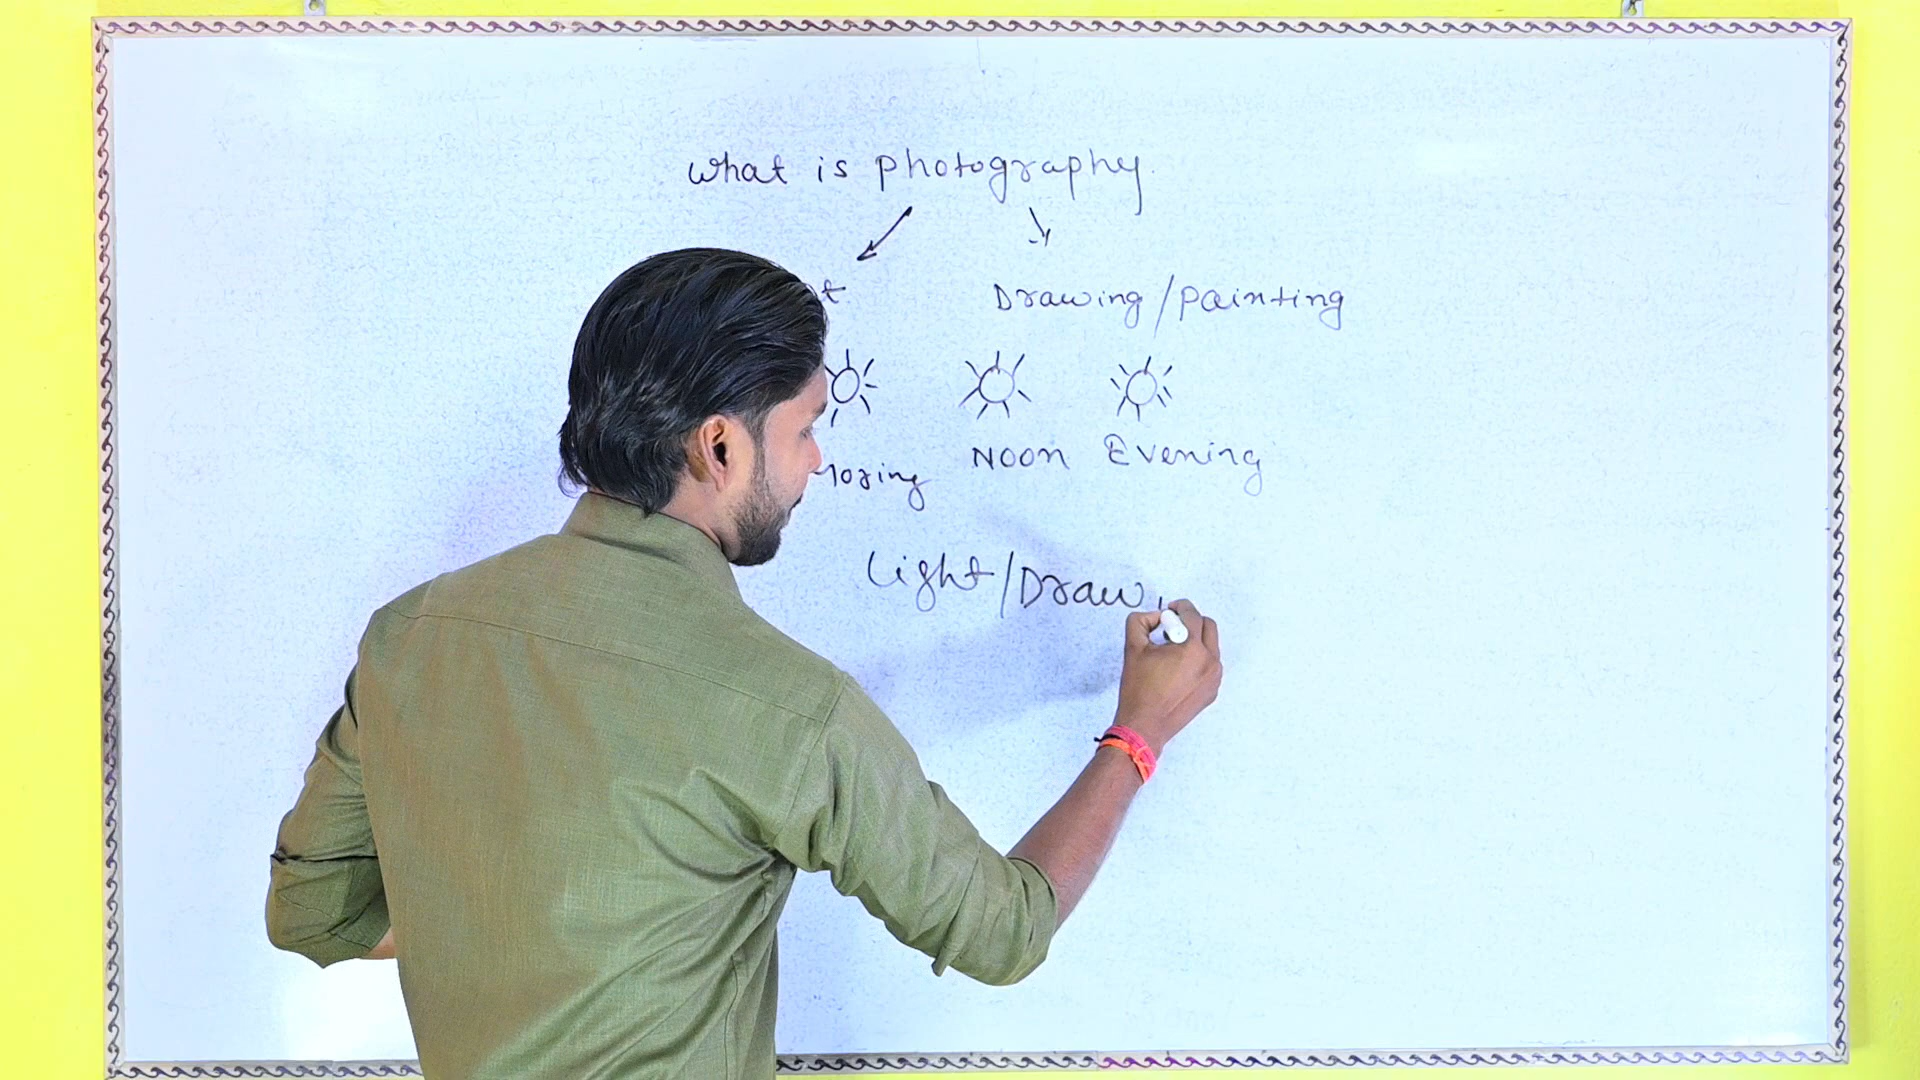 What is photography
Drawing/painting
Noon Evening
Light/Draw